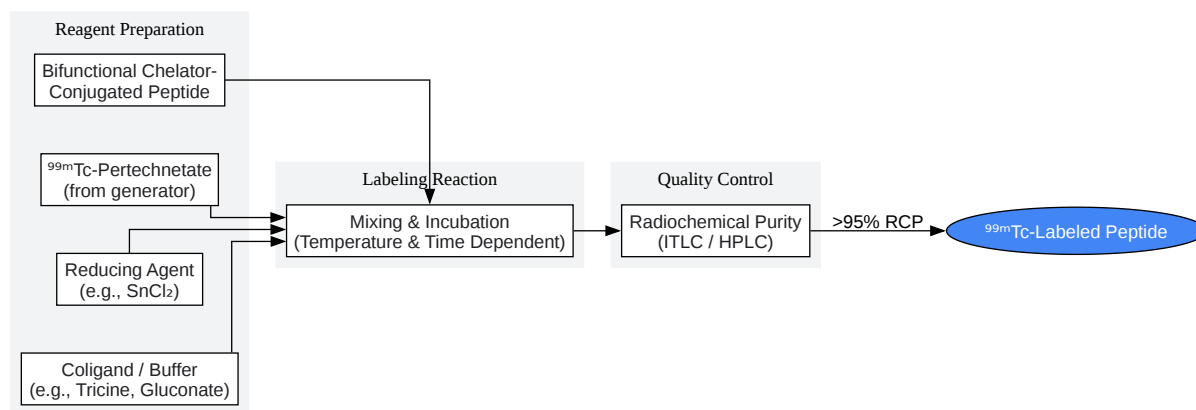 Reagent Preparation
Bifunctional Chelator-
Conjugated Peptide
⁹⁹ᵐTc-Pertechnetate
(from generator)
Reducing Agent
(e.g., SnCl₂)
Coligand / Buffer
(e.g., Tricine, Gluconate)
Labeling Reaction
Mixing & Incubation
(Temperature & Time Dependent)
Quality Control
Radiochemical Purity
(ITLC / HPLC)
>95% RCP
⁹⁹ᵐTc-Labeled Peptide